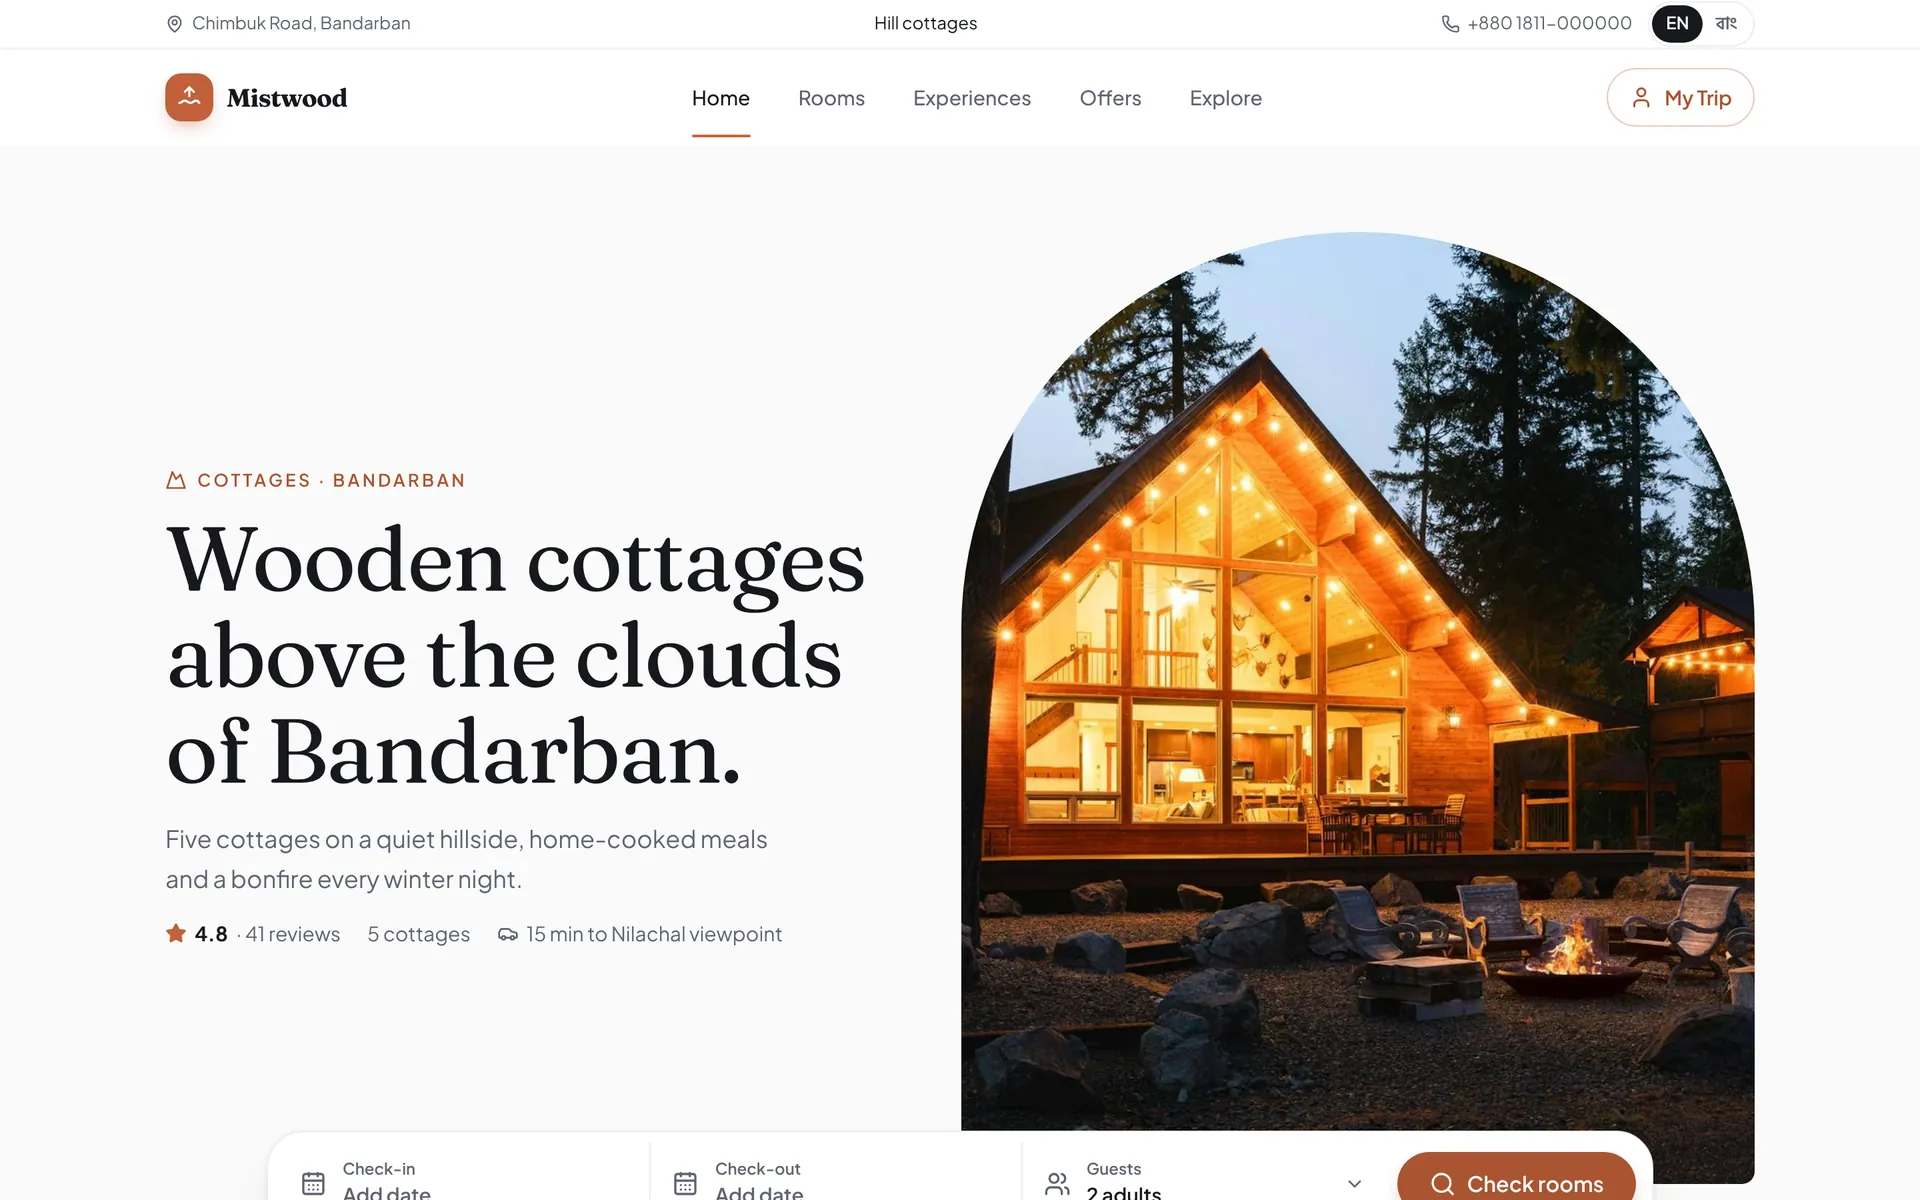 Chimbuk Road, Bandarban
Hill cottages
+880 1811-000000
EN
বাং
Mistwood
Home
Rooms
Experiences
Offers
Explore
My Trip
COTTAGES · BANDARBAN
Wooden cottages
above the clouds
of Bandarban.
Five cottages on a quiet hillside, home-cooked meals
and a bonfire every winter night.
4.8 · 41 reviews
5 cottages
15 min to Nilachal viewpoint
Check-in
Add date
Check-out
Add date
Guests
2 adults
Check rooms